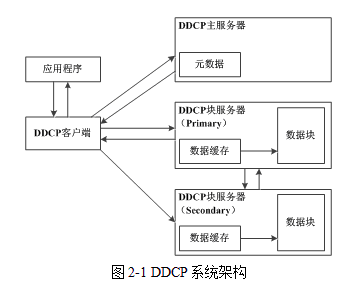 DDCP主服务器
元数据
应用程序
DDCP客户端
DDCP块服务器
（Primary）
数据缓存
数据块
DDCP块服务器
（Secondary）
数据缓存
数据块
图 2-1 DDCP 系统架构